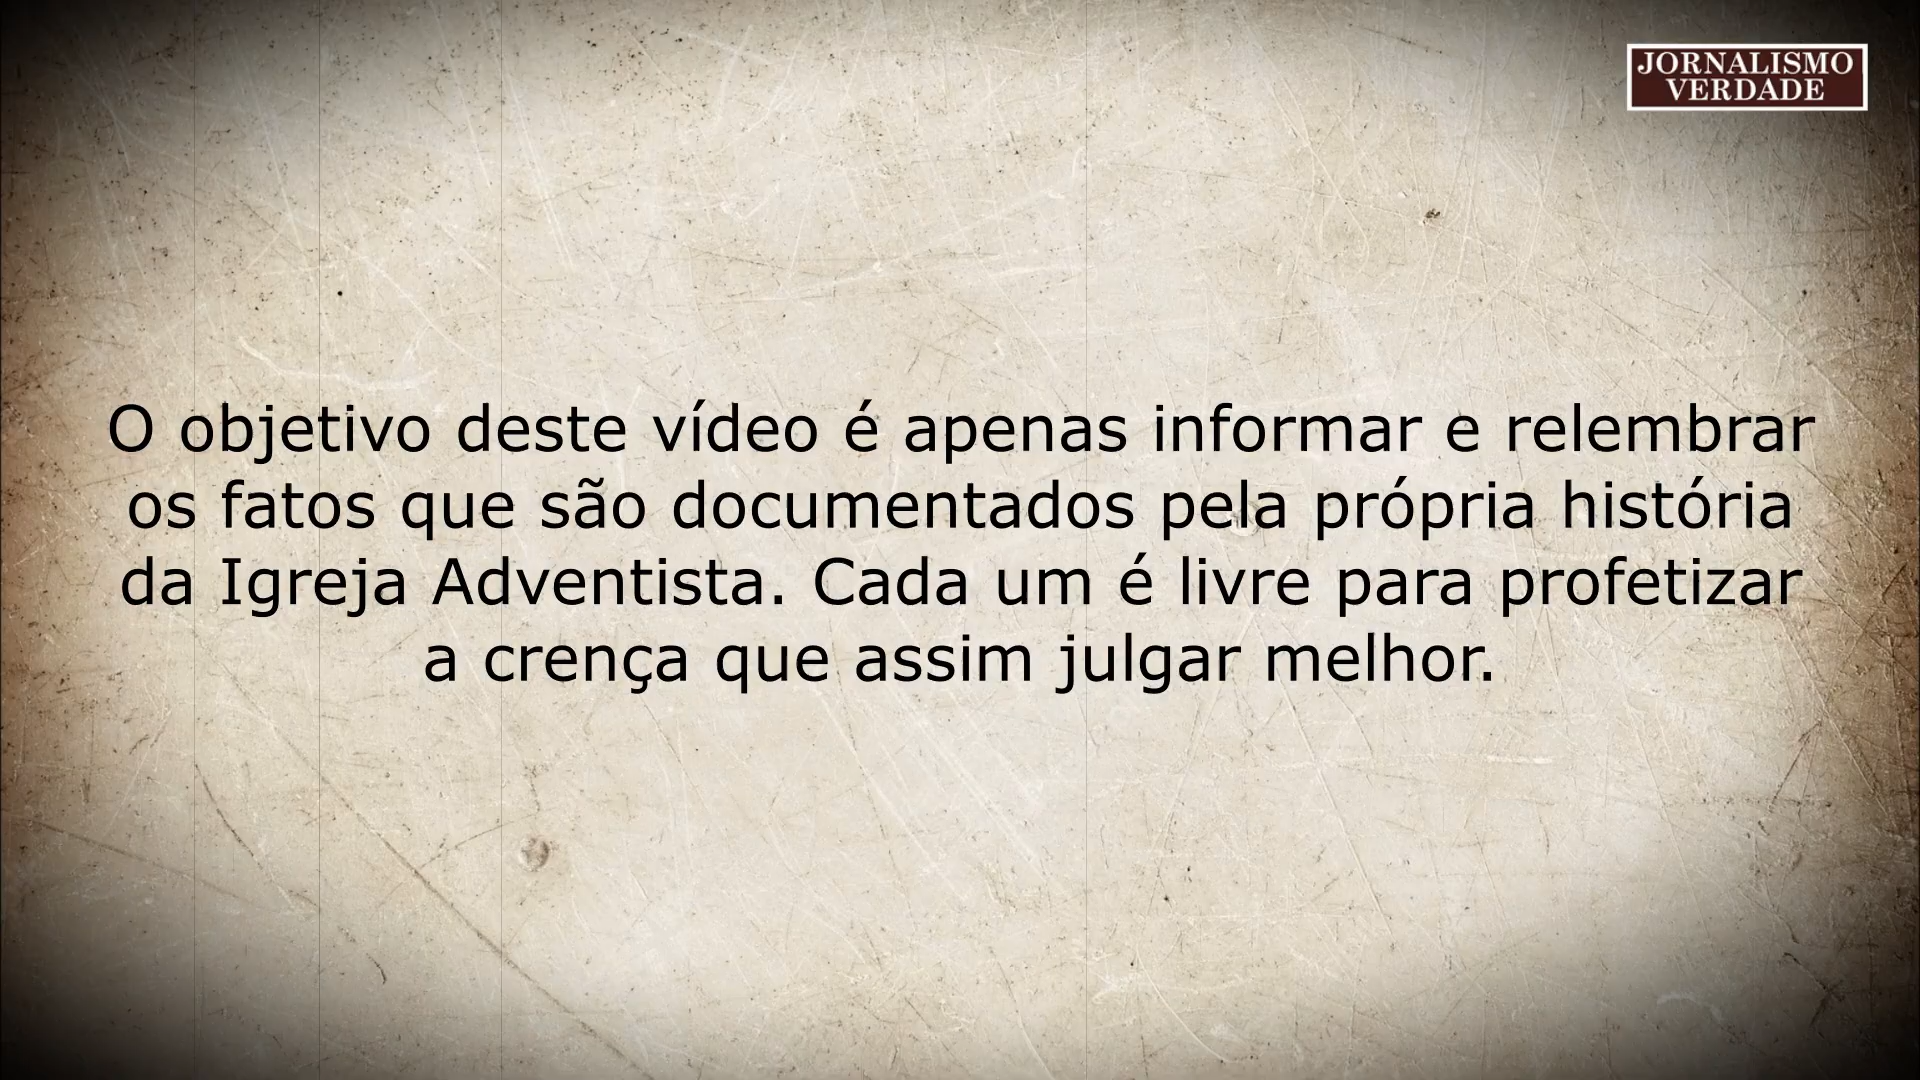 JORNALISMO
VERDADE
O objetivo deste vídeo é apenas informar e relembrar
os fatos que são documentados pela própria história
da Igreja Adventista. Cada um é livre para profetizar
a crença que assim julgar melhor.